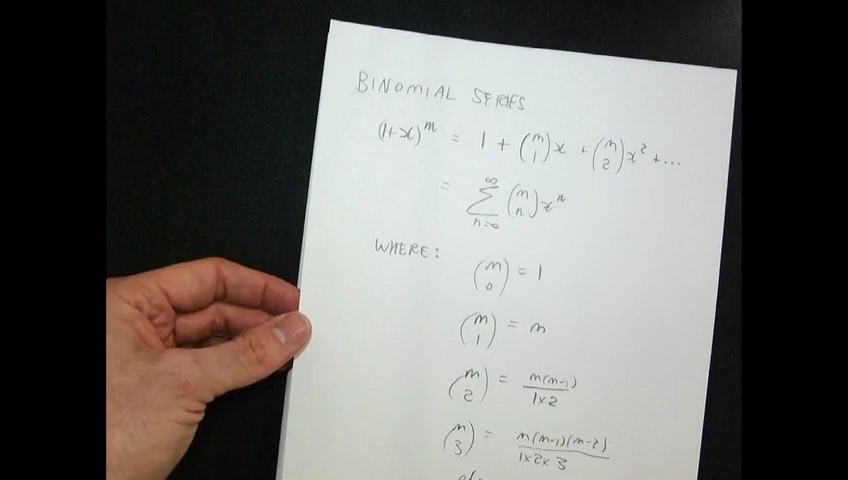 BINOMIAL SERIES
(1+x)^m = 1 + (m 1)x + (m 2)x² + ...
= ∑_{n=0}^{∞} (m n) x^n
WHERE:
(m 0) = 1
(m 1) = m
(m 2) = m(m-1) / 1×2
(m 3) = m(m-1)(m-2) / 1×2×3